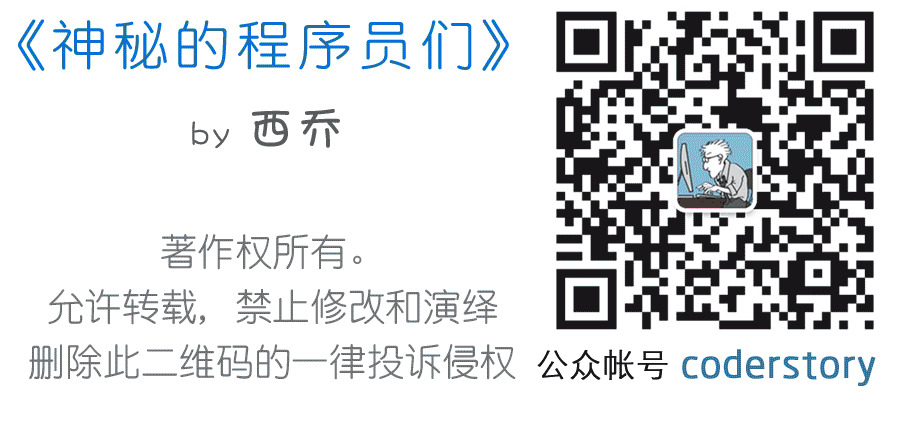 《神秘的程序员们》
by 西乔
著作权所有。
允许转载，禁止修改和演绎
删除此二维码的一律投诉侵权
公众帐号 coderstory